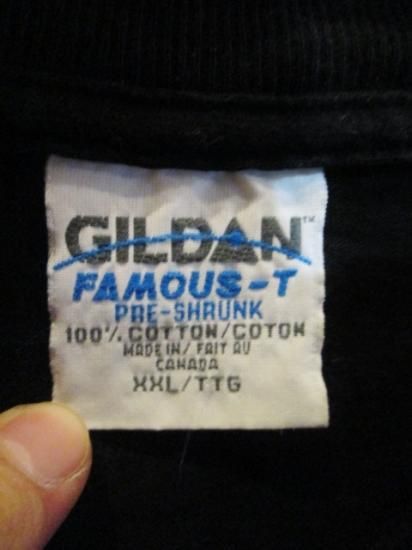 GILDAN™
FAMOUS-T
PRE-SHRUNK
100% COTTON/COTON
MADE IN/FAIT AU
CANADA
XXL/TTG